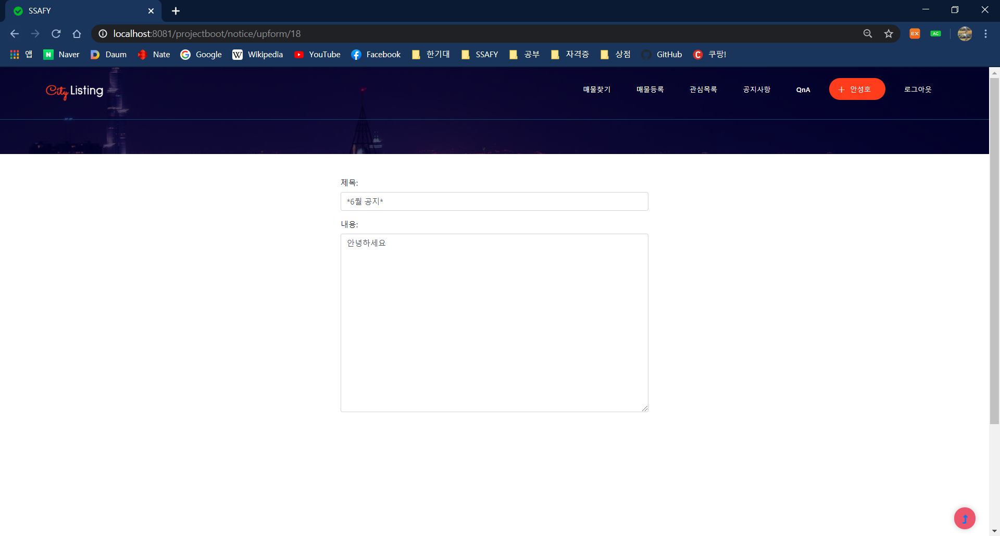 SSAFY
localhost:8081/projectboot/notice/upform/18
EX
AC
앱 Naver Daum Nate Google Wikipedia YouTube Facebook 한기대 SSAFY 공부 자격증 상점 GitHub 쿠팡!
City Listing
매물찾기 매물등록 관심목록 공지사항 QnA + 안성호 로그아웃
제목:
*6월 공지*
내용:
안녕하세요